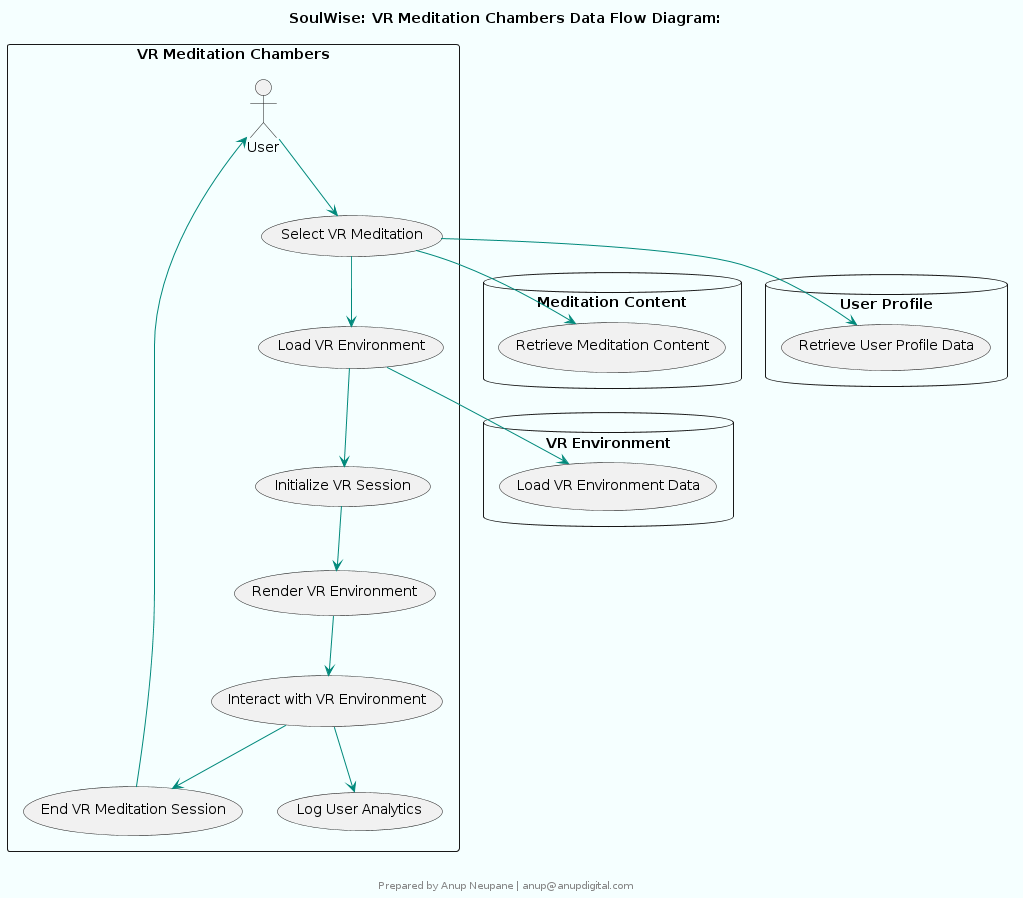 SoulWise: VR Meditation Chambers Data Flow Diagram:
VR Meditation Chambers
User
Select VR Meditation
Meditation Content
User Profile
Load VR Environment
Retrieve Meditation Content
Retrieve User Profile Data
VR Environment
Initialize VR Session
Load VR Environment Data
Render VR Environment
Interact with VR Environment
End VR Meditation Session
Log User Analytics
Prepared by Anup Neupane | anup@anupdigital.com